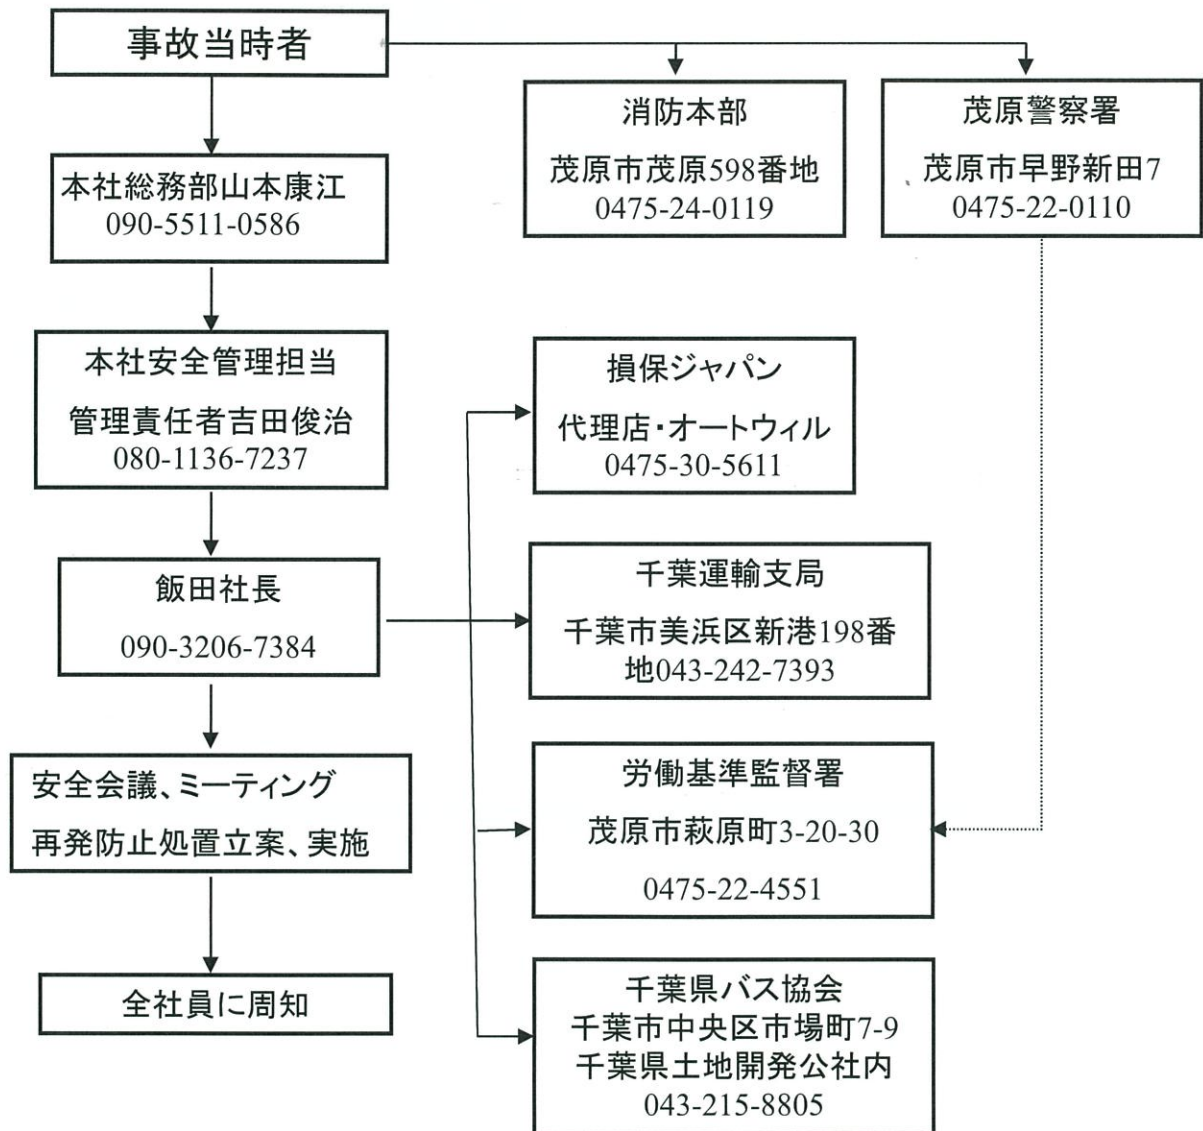 事故当時者
消防本部
茂原市茂原598番地
0475-24-0119
茂原警察署
茂原市早野新田7
0475-22-0110
本社総務部山本康江
090-5511-0586
本社安全管理担当
管理責任者吉田俊治
080-1136-7237
損保ジャパン
代理店・オートウィル
0475-30-5611
飯田社長
090-3206-7384
千葉運輸支局
千葉市美浜区新港198番
地043-242-7393
安全会議、ミーティング
再発防止処置立案、実施
労働基準監督署
茂原市萩原町3-20-30
0475-22-4551
全社員に周知
千葉県バス協会
千葉市中央区市場町7-9
千葉県土地開発公社内
043-215-8805